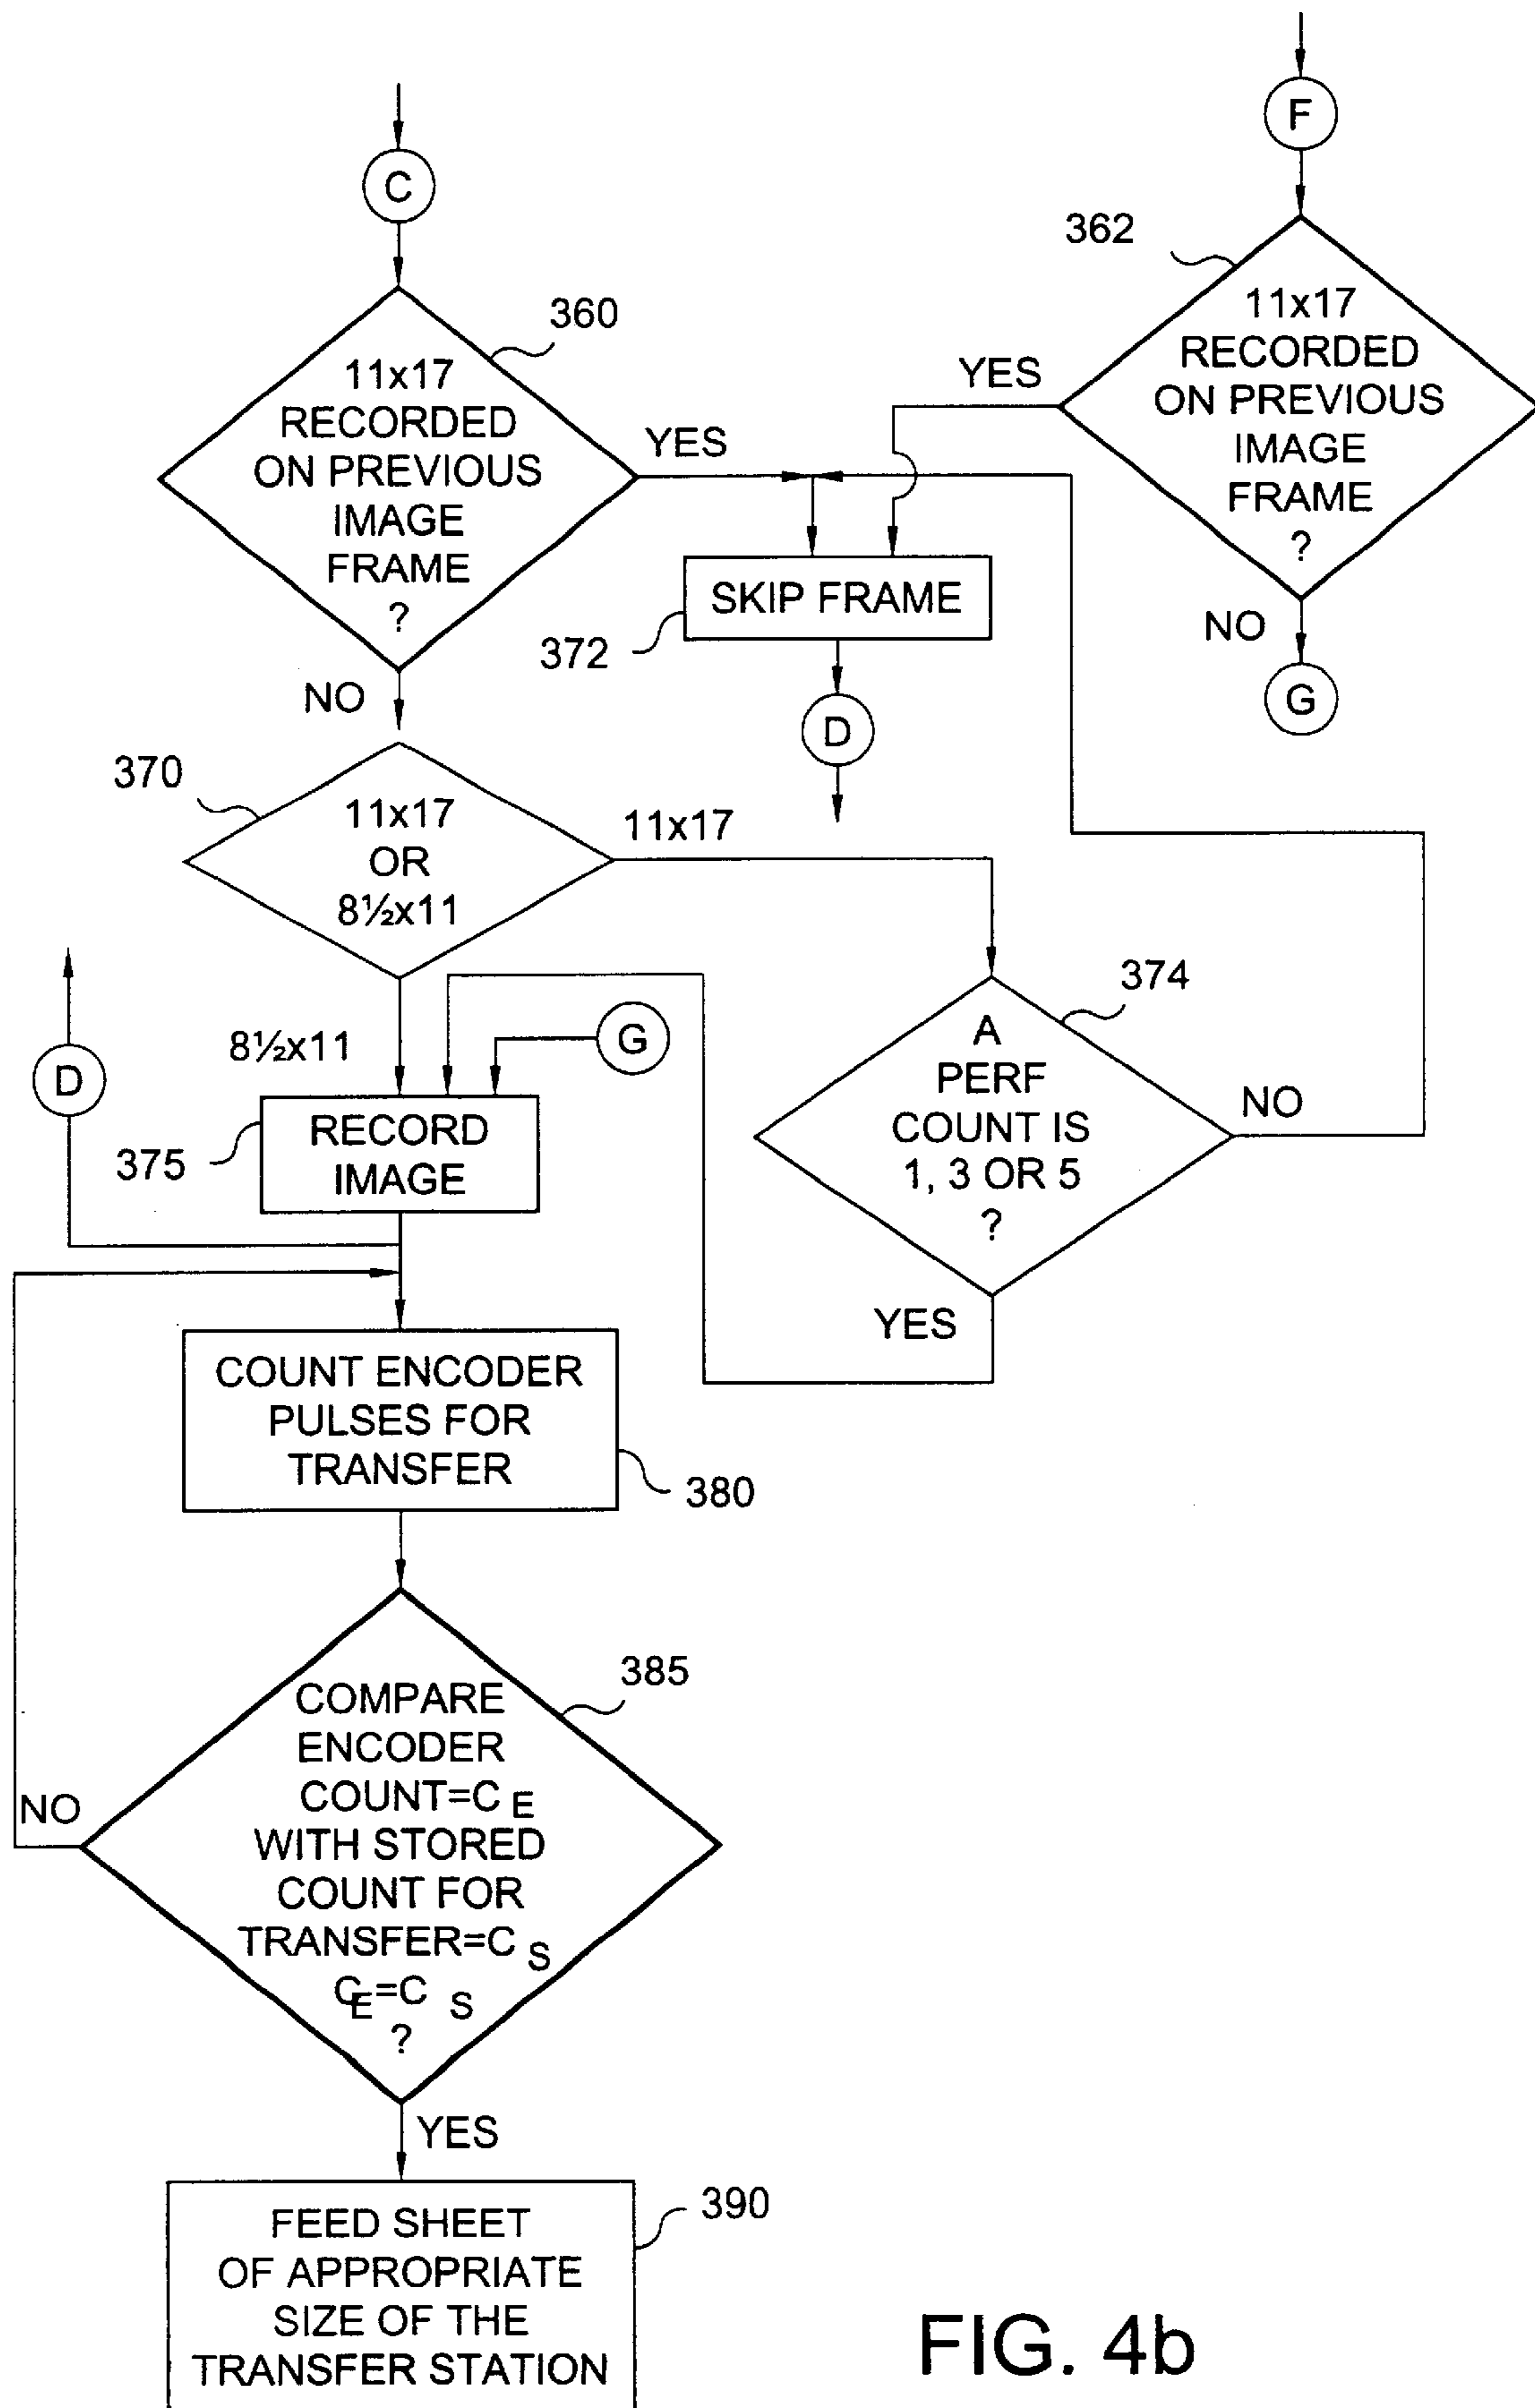 C
F
360
362
11x17
RECORDED
ON PREVIOUS
IMAGE
FRAME
?
YES
NO
11x17
RECORDED
ON PREVIOUS
IMAGE
FRAME
?
YES
NO
G
SKIP FRAME
372
D
370
11x17
OR
8½x11
11x17
8½x11
374
A
PERF
COUNT IS
1, 3 OR 5
?
NO
YES
D
G
RECORD
IMAGE
375
COUNT ENCODER
PULSES FOR
TRANSFER
380
385
COMPARE
ENCODER
COUNT=C E
WITH STORED
COUNT FOR
TRANSFER=C S
CE=C S
?
NO
YES
390
FEED SHEET
OF APPROPRIATE
SIZE OF THE
TRANSFER STATION
FIG. 4b